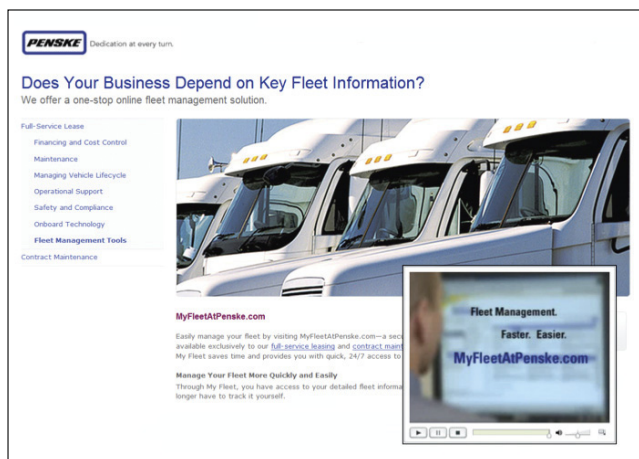 PENSKE Dedication at every turn.
Does Your Business Depend on Key Fleet Information?
We offer a one-stop online fleet management solution.
Full-Service Lease
Financing and Cost Control
Maintenance
Managing Vehicle Lifecycle
Operational Support
Safety and Compliance
Onboard Technology
Fleet Management Tools
Contract Maintenance
MyFleetAtPenske.com
Easily manage your fleet by visiting MyFleetAtPenske.com—a
available exclusively to our full-service leasing and contract
My Fleet saves time and provides you with quick, 24/7 access to
Manage Your Fleet More Quickly and Easily
Through My Fleet, you have access to your detailed fleet
longer have to track it yourself.
Fleet Management.
Faster. Easier.
MyFleetAtPenske.com